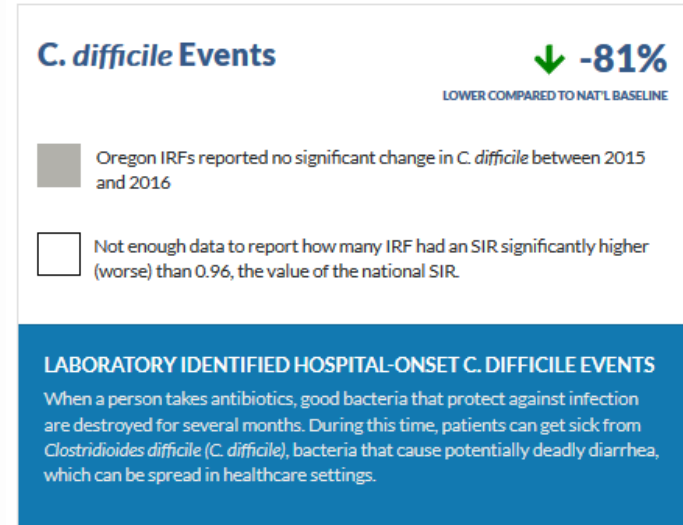 C. difficile Events
↓ -81%
LOWER COMPARED TO NAT'L BASELINE
Oregon IRFs reported no significant change in C. difficile between 2015
and 2016
Not enough data to report how many IRF had an SIR significantly higher
(worse) than 0.96, the value of the national SIR.
LABORATORY IDENTIFIED HOSPITAL-ONSET C. DIFFICILE EVENTS
When a person takes antibiotics, good bacteria that protect against infection
are destroyed for several months. During this time, patients can get sick from
Clostridioides difficile (C. difficile), bacteria that cause potentially deadly diarrhea,
which can be spread in healthcare settings.